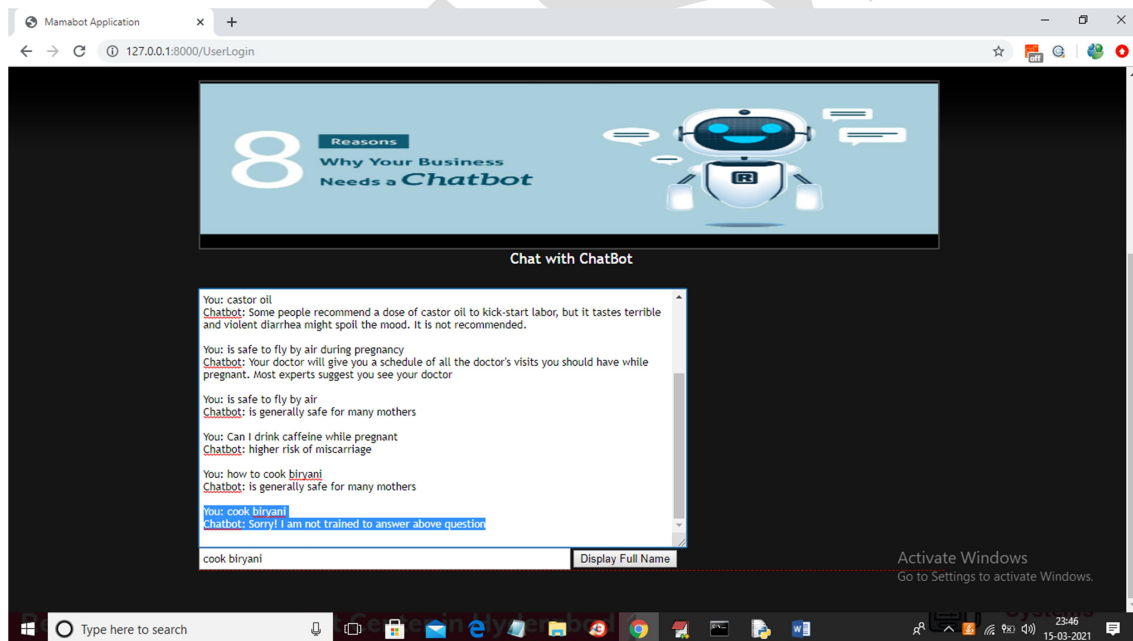 Mamabot Application
127.0.0.1:8000/UserLogin
off
8
Reasons
Why Your Business
Needs a Chatbot
R
Chat with ChatBot
You: castor oil
Chatbot: Some people recommend a dose of castor oil to kick-start labor, but it tastes terrible
and violent diarrhea might spoil the mood. It is not recommended.
You: is safe to fly by air during pregnancy
Chatbot: Your doctor will give you a schedule of all the doctor's visits you should have while
pregnant. Most experts suggest you see your doctor
You: is safe to fly by air
Chatbot: is generally safe for many mothers
You: Can I drink caffeine while pregnant
Chatbot: higher risk of miscarriage
You: how to cook biryani
Chatbot: is generally safe for many mothers
You: cook biryani
Chatbot: Sorry! I am not trained to answer above question
cook biryani
Display Full Name
Activate Windows
Go to Settings to activate Windows.
Systems
Type here to search
23:46
15-03-2021